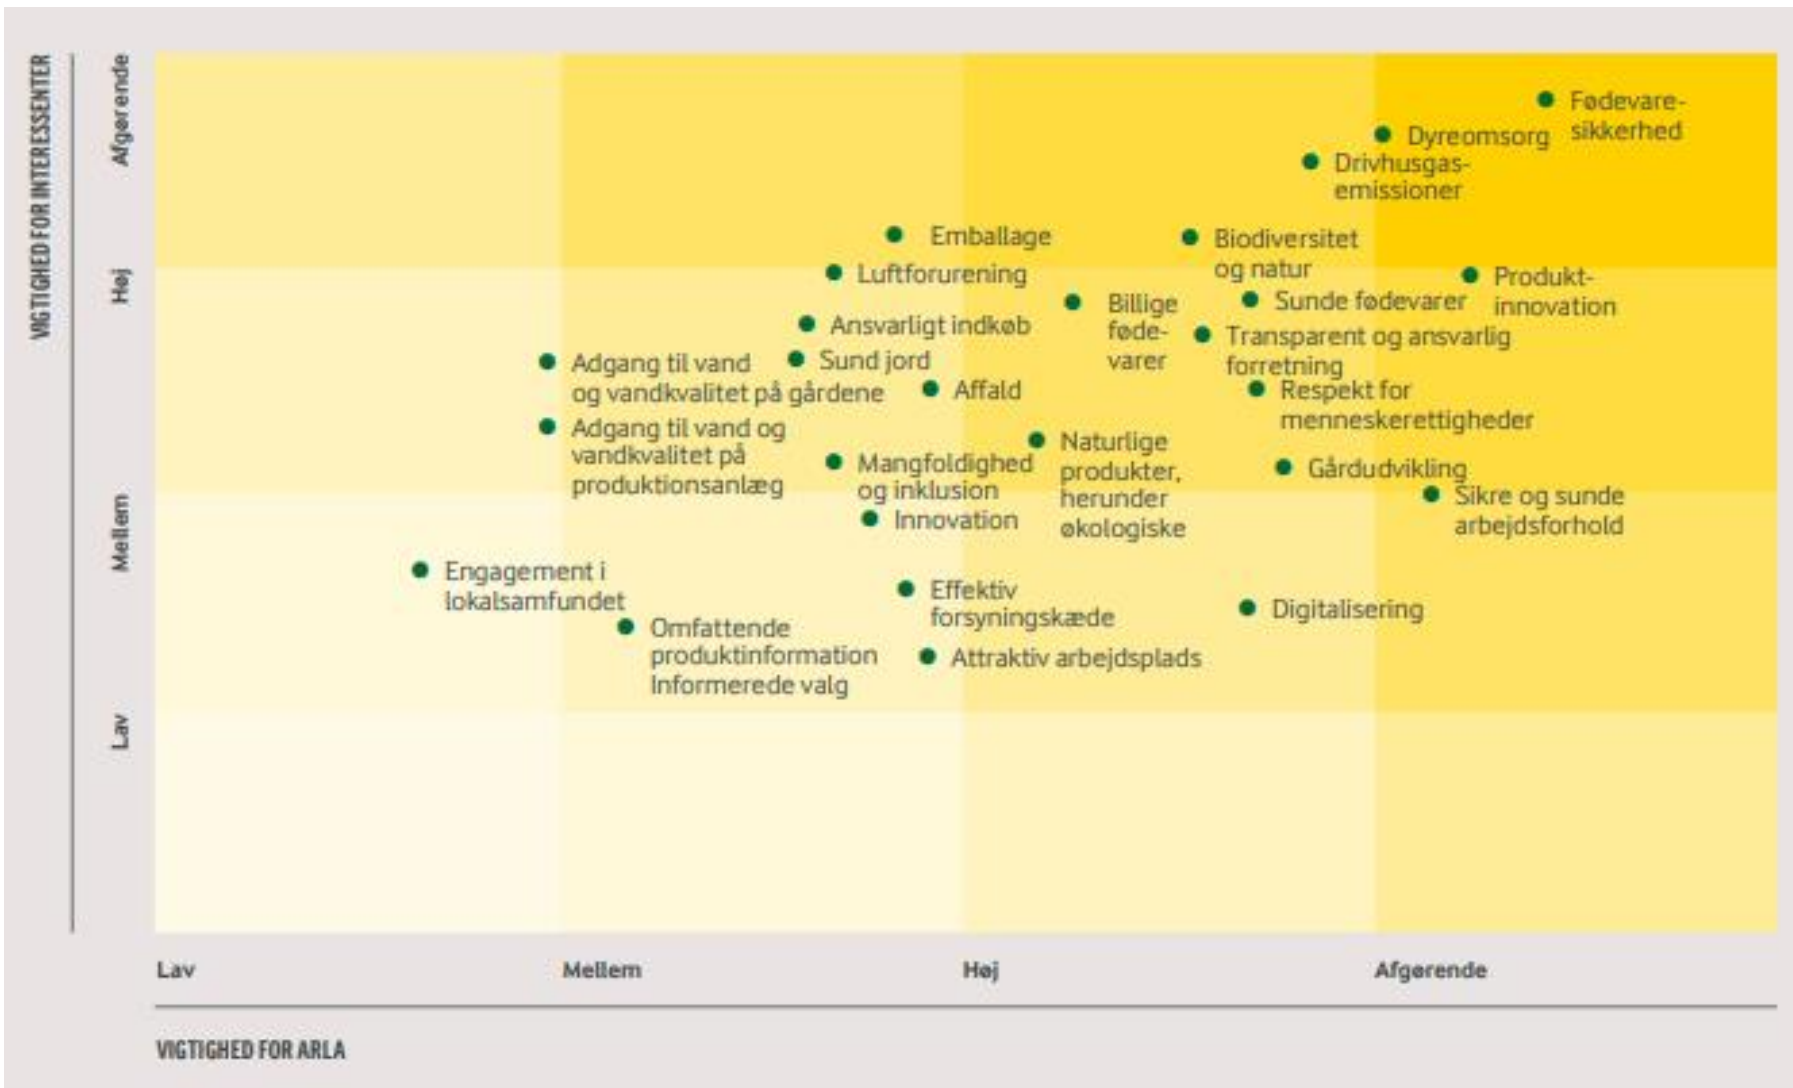 VIGTIGHED FOR INTERESSENTER
Afgørende
Høj
Mellem
Lav
Fødevare-
sikkerhed
Dyreomsorg
Drivhusgas-
emissioner
Emballage
Biodiversitet
og natur
Luftforurening
Produkt-
innovation
Billige
føde-
varer
Sunde fødevarer
Ansvarligt indkøb
Transparent og ansvarlig
forretning
Adgang til vand
og vandkvalitet på gårdene
Sund jord
Affald
Respekt for
menneskerettigheder
Adgang til vand og
vandkvalitet på
produktionsanlæg
Naturlige
produkter,
herunder
økologiske
Mangfoldighed
og inklusion
Gårdudvikling
Sikre og sunde
arbejdsforhold
Innovation
Engagement i
lokalsamfundet
Effektiv
forsyningskæde
Digitalisering
Omfattende
produktinformation
Informerede valg
Attraktiv arbejdsplads
Lav
Mellem
Høj
Afgørende
VIGTIGHED FOR ARLA